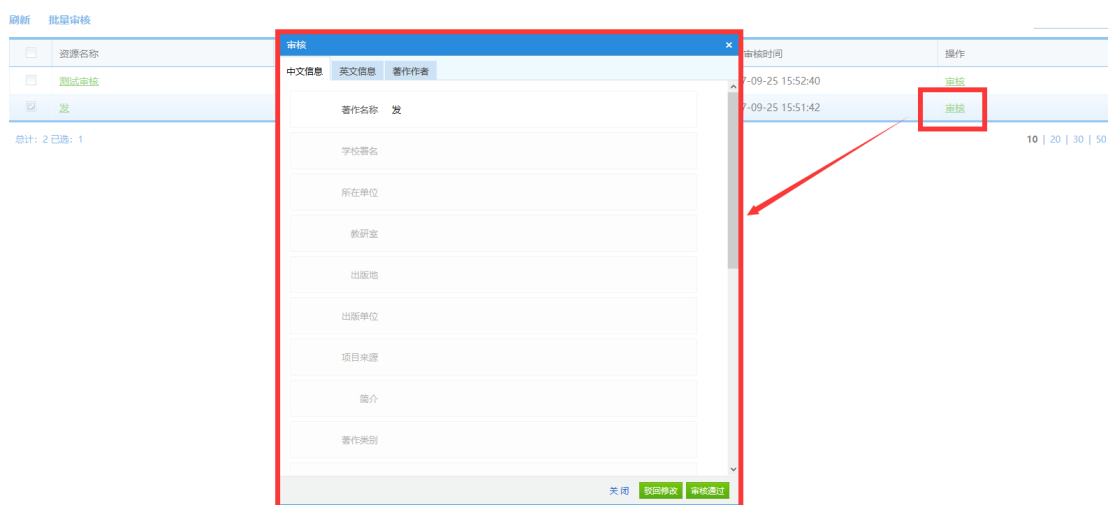 刷新 批量审核
资源名称 审核时间 操作
测试审核 7-09-25 15:52:40 审核
发 7-09-25 15:51:42 审核
总计: 2 已选: 1 10 | 20 | 30 | 50
审核 ×
中文信息 英文信息 著作作者
著作名称 发
学校署名
所在单位
教研室
出版地
出版单位
项目来源
简介
著作类别
关闭 驳回修改 审核通过